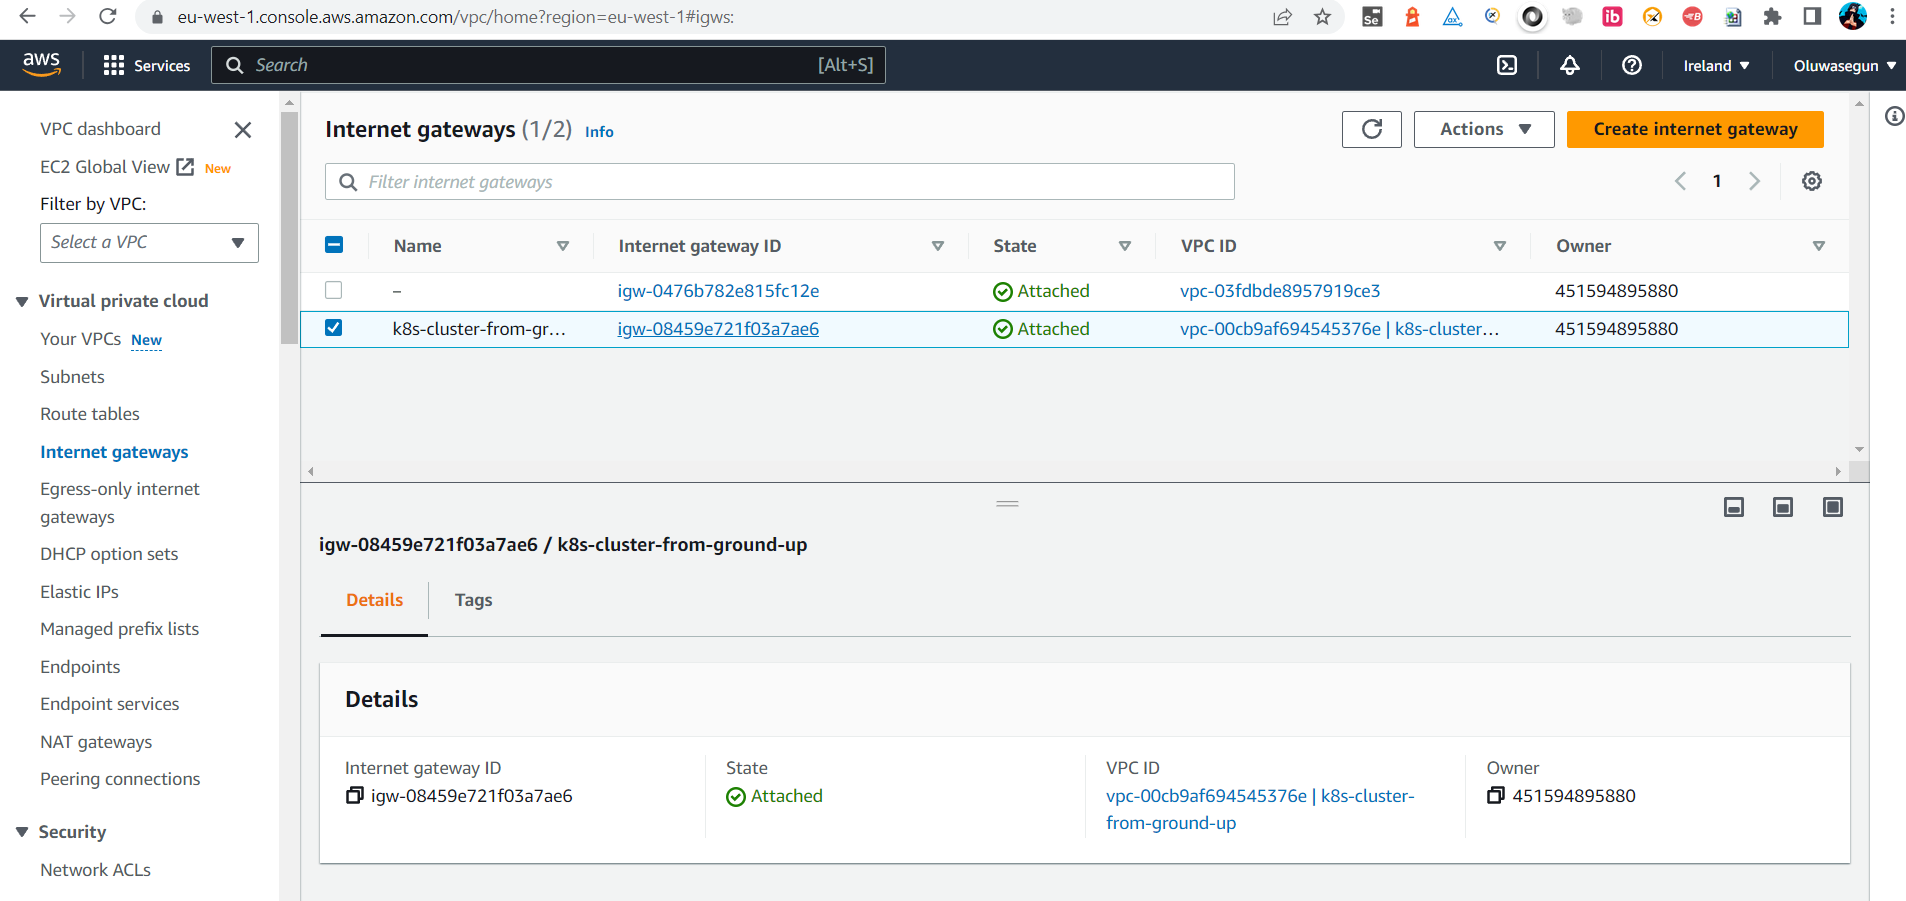 eu-west-1.console.aws.amazon.com/vpc/home?region=eu-west-1#igws:
aws
Services
Search
[Alt+S]
Ireland
Oluwasegun
VPC dashboard
EC2 Global View New
Filter by VPC:
Select a VPC
Virtual private cloud
Your VPCs New
Subnets
Route tables
Internet gateways
Egress-only internet
gateways
DHCP option sets
Elastic IPs
Managed prefix lists
Endpoints
Endpoint services
NAT gateways
Peering connections
Security
Network ACLs
Internet gateways (1/2) Info
Actions
Create internet gateway
Filter internet gateways
1
Name Internet gateway ID State VPC ID Owner
– igw-0476b782e815fc12e Attached vpc-03fdbde8957919ce3 451594895880
k8s-cluster-from-gr… igw-08459e721f03a7ae6 Attached vpc-00cb9af694545376e | k8s-cluster… 451594895880
igw-08459e721f03a7ae6 / k8s-cluster-from-ground-up
Details Tags
Details
Internet gateway ID
igw-08459e721f03a7ae6
State
Attached
VPC ID
vpc-00cb9af694545376e | k8s-cluster-
from-ground-up
Owner
451594895880